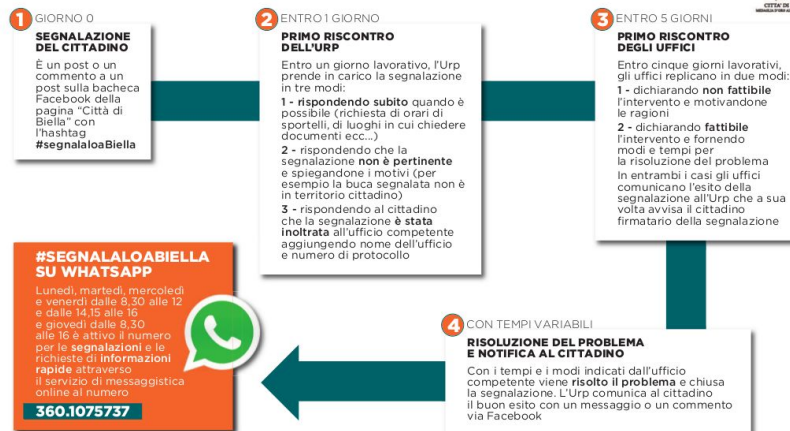 CITTA' DI
1 GIORNO 0
SEGNALAZIONE
DEL CITTADINO
È un post o un
commento a un
post sulla bacheca
Facebook della
pagina "Città di
Biella" con
l'hashtag
#segnalaloaBiella
2 ENTRO 1 GIORNO
PRIMO RISCONTRO
DELL'URP
Entro un giorno lavorativo, l'Urp
prende in carico la segnalazione
in tre modi:
1 - rispondendo subito quando è
possibile (richiesta di orari di
sportelli, di luoghi in cui chiedere
documenti ecc...)
2 - rispondendo che la
segnalazione non è pertinente
e spiegandone i motivi (per
esempio la buca segnalata non è
in territorio cittadino)
3 - rispondendo al cittadino
che la segnalazione è stata
inoltrata all'ufficio competente
aggiungendo nome dell'ufficio
e numero di protocollo
3 ENTRO 5 GIORNI
PRIMO RISCONTRO
DEGLI UFFICI
Entro cinque giorni lavorativi,
gli uffici replicano in due modi:
1 - dichiarando non fattibile
l'intervento e motivandone
le ragioni
2 - dichiarando fattibile
l'intervento e fornendo
modi e tempi per
la risoluzione del problema
In entrambi i casi gli uffici
comunicano l'esito della
segnalazione all'Urp che a sua
volta avvisa il cittadino
firmatario della segnalazione
4 CON TEMPI VARIABILI
RISOLUZIONE DEL PROBLEMA
E NOTIFICA AL CITTADINO
Con i tempi e i modi indicati dall'ufficio
competente viene risolto il problema e chiusa
la segnalazione. L'Urp comunica al cittadino
il buon esito con un messaggio o un commento
via Facebook
#SEGNALALOABIELLA
SU WHATSAPP
Lunedì, martedì, mercoledì
e venerdì dalle 8,30 alle 12
e dalle 14,15 alle 16
e giovedì dalle 8,30
alle 16 è attivo il numero
per le segnalazioni e le
richieste di informazioni
rapide attraverso
il servizio di messaggistica
online al numero
360.1075737